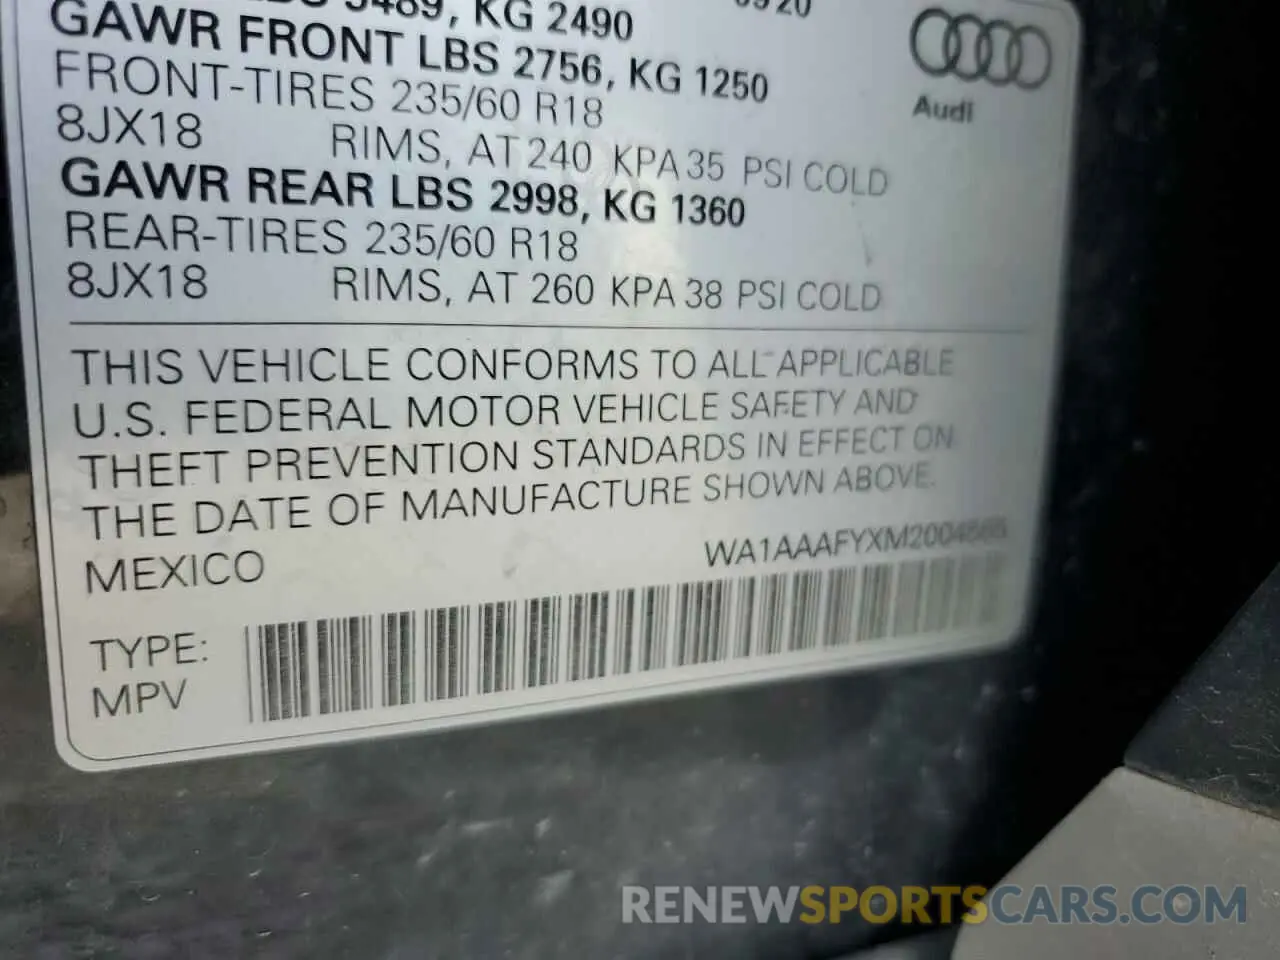 5489, KG 2490
GAWR FRONT LBS 2756, KG 1250
FRONT-TIRES 235/60 R18
8JX18 RIMS, AT 240 KPA 35 PSI COLD
GAWR REAR LBS 2998, KG 1360
REAR-TIRES 235/60 R18
8JX18 RIMS, AT 260 KPA 38 PSI COLD
Audi
THIS VEHICLE CONFORMS TO ALL APPLICABLE
U.S. FEDERAL MOTOR VEHICLE SAFETY AND
THEFT PREVENTION STANDARDS IN EFFECT ON
THE DATE OF MANUFACTURE SHOWN ABOVE.
MEXICO
TYPE:
MPV
RENEWSPORTSCARS.COM